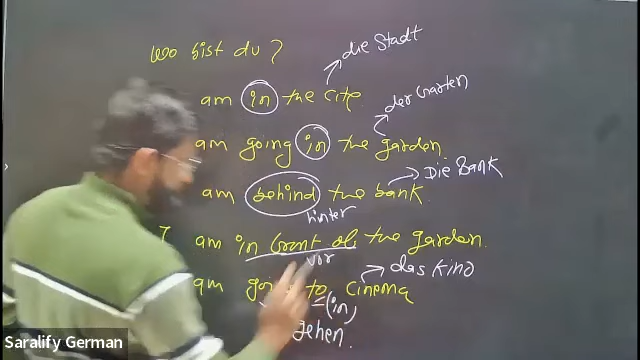 Wo bist du?
die Stadt
am in the cite
der Garten
am going in the garden.
Die Bank
am behind the bank.
hinter
I am in front of the garden.
vor
das Kino
am going to cinema
(in)
gehen.
Saralify German